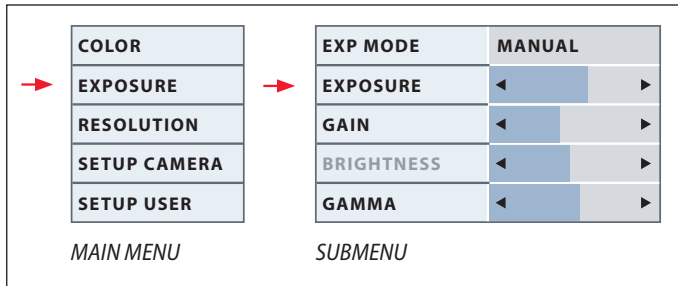 COLOR
EXPOSURE
RESOLUTION
SETUP CAMERA
SETUP USER
MAIN MENU
EXP MODE MANUAL
EXPOSURE
GAIN
BRIGHTNESS
GAMMA
SUBMENU